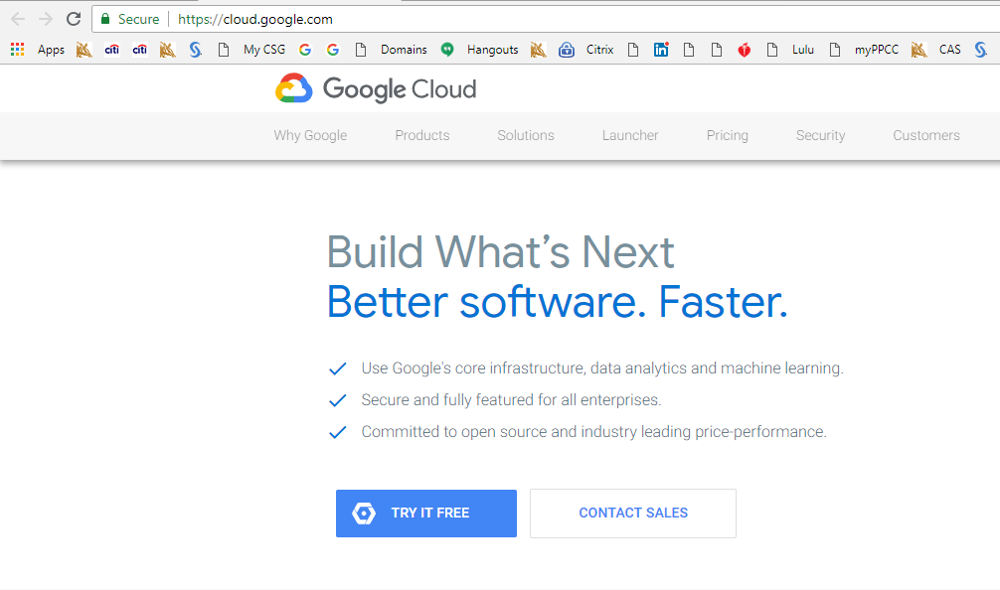 Secure https://cloud.google.com
Apps citi citi My CSG Domains Hangouts Citrix in Lulu myPPCC CAS
Google Cloud
Why Google Products Solutions Launcher Pricing Security Customers
Build What's Next
Better software. Faster.
Use Google's core infrastructure, data analytics and machine learning.
Secure and fully featured for all enterprises.
Committed to open source and industry leading price-performance.
TRY IT FREE CONTACT SALES